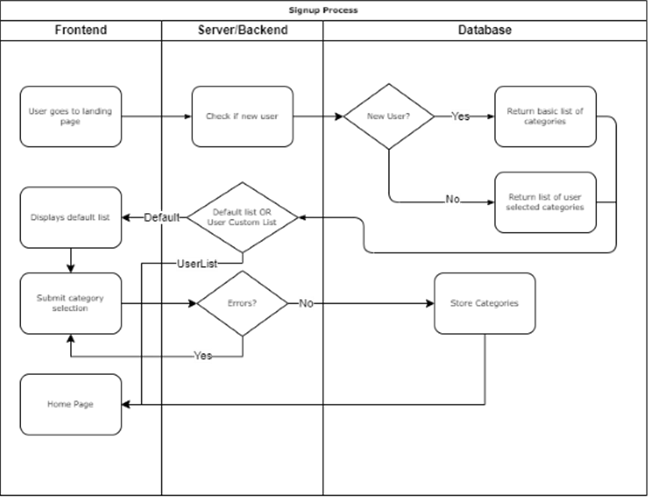 Signup Process
Frontend
Server/Backend
Database
User goes to landing
page
Check if new user
New User?
Yes
Return basic list of
categories
No
Return list of user
selected categories
Displays default list
Default
Default list OR
User Custom List
UserList
Submit category
selection
Errors?
No
Store Categories
Yes
Home Page